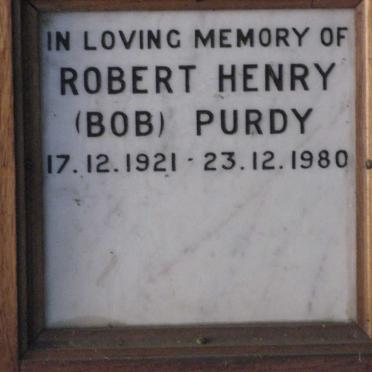 IN LOVING MEMORY OF
ROBERT HENRY
(BOB) PURDY
17.12.1921 - 23.12.1980